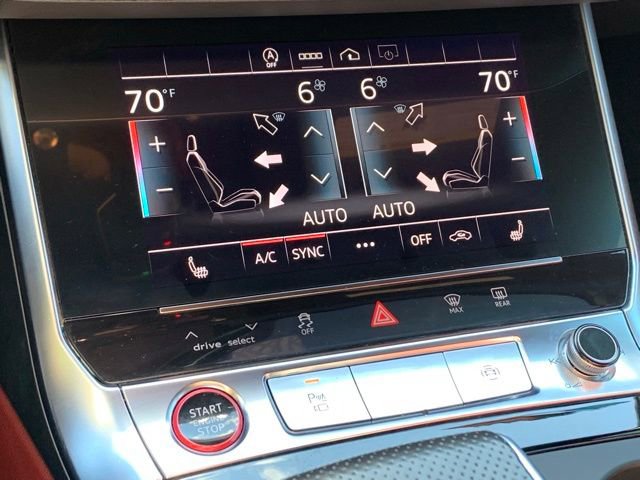 A OFF
70°F 6 6 70°F
+ +
− −
AUTO AUTO
A/C SYNC ••• OFF
MAX REAR
OFF
drive select
START
ENGINE
STOP
P